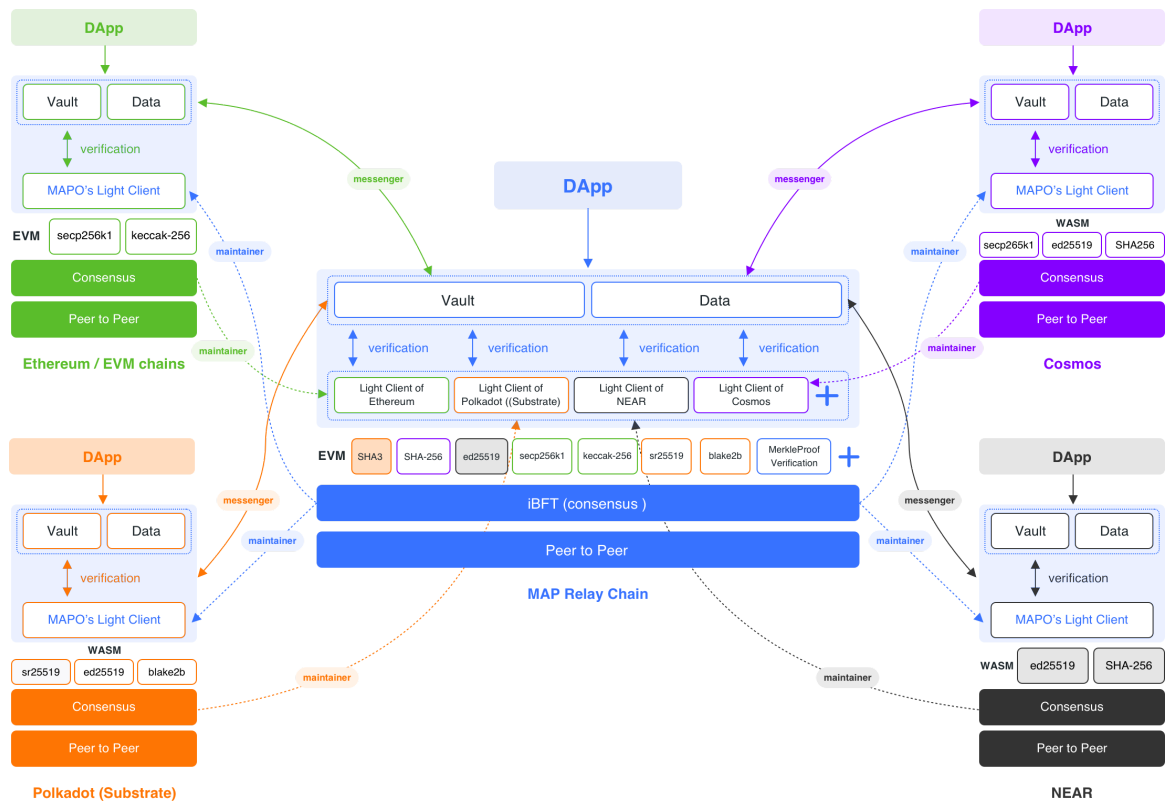 DApp
Vault
Data
verification
MAPO's Light Client
EVM
secp256k1
keccak-256
Consensus
Peer to Peer
Ethereum / EVM chains
messenger
maintainer
maintainer
DApp
Vault
Data
verification
verification
verification
verification
Light Client of
Ethereum
Light Client of
Polkadot ((Substrate)
Light Client of
NEAR
Light Client of
Cosmos
EVM
SHA3
SHA-256
ed25519
secp256k1
keccak-256
sr25519
blake2b
MerkleProof
Verification
iBFT (consensus )
Peer to Peer
MAP Relay Chain
messenger
maintainer
maintainer
DApp
Vault
Data
verification
MAPO's Light Client
WASM
secp265k1
ed25519
SHA256
Consensus
Peer to Peer
Cosmos
DApp
Vault
Data
verification
MAPO's Light Client
WASM
sr25519
ed25519
blake2b
Consensus
Peer to Peer
Polkadot (Substrate)
messenger
maintainer
maintainer
messenger
maintainer
maintainer
DApp
Vault
Data
verification
MAPO's Light Client
WASM
ed25519
SHA-256
Consensus
Peer to Peer
NEAR